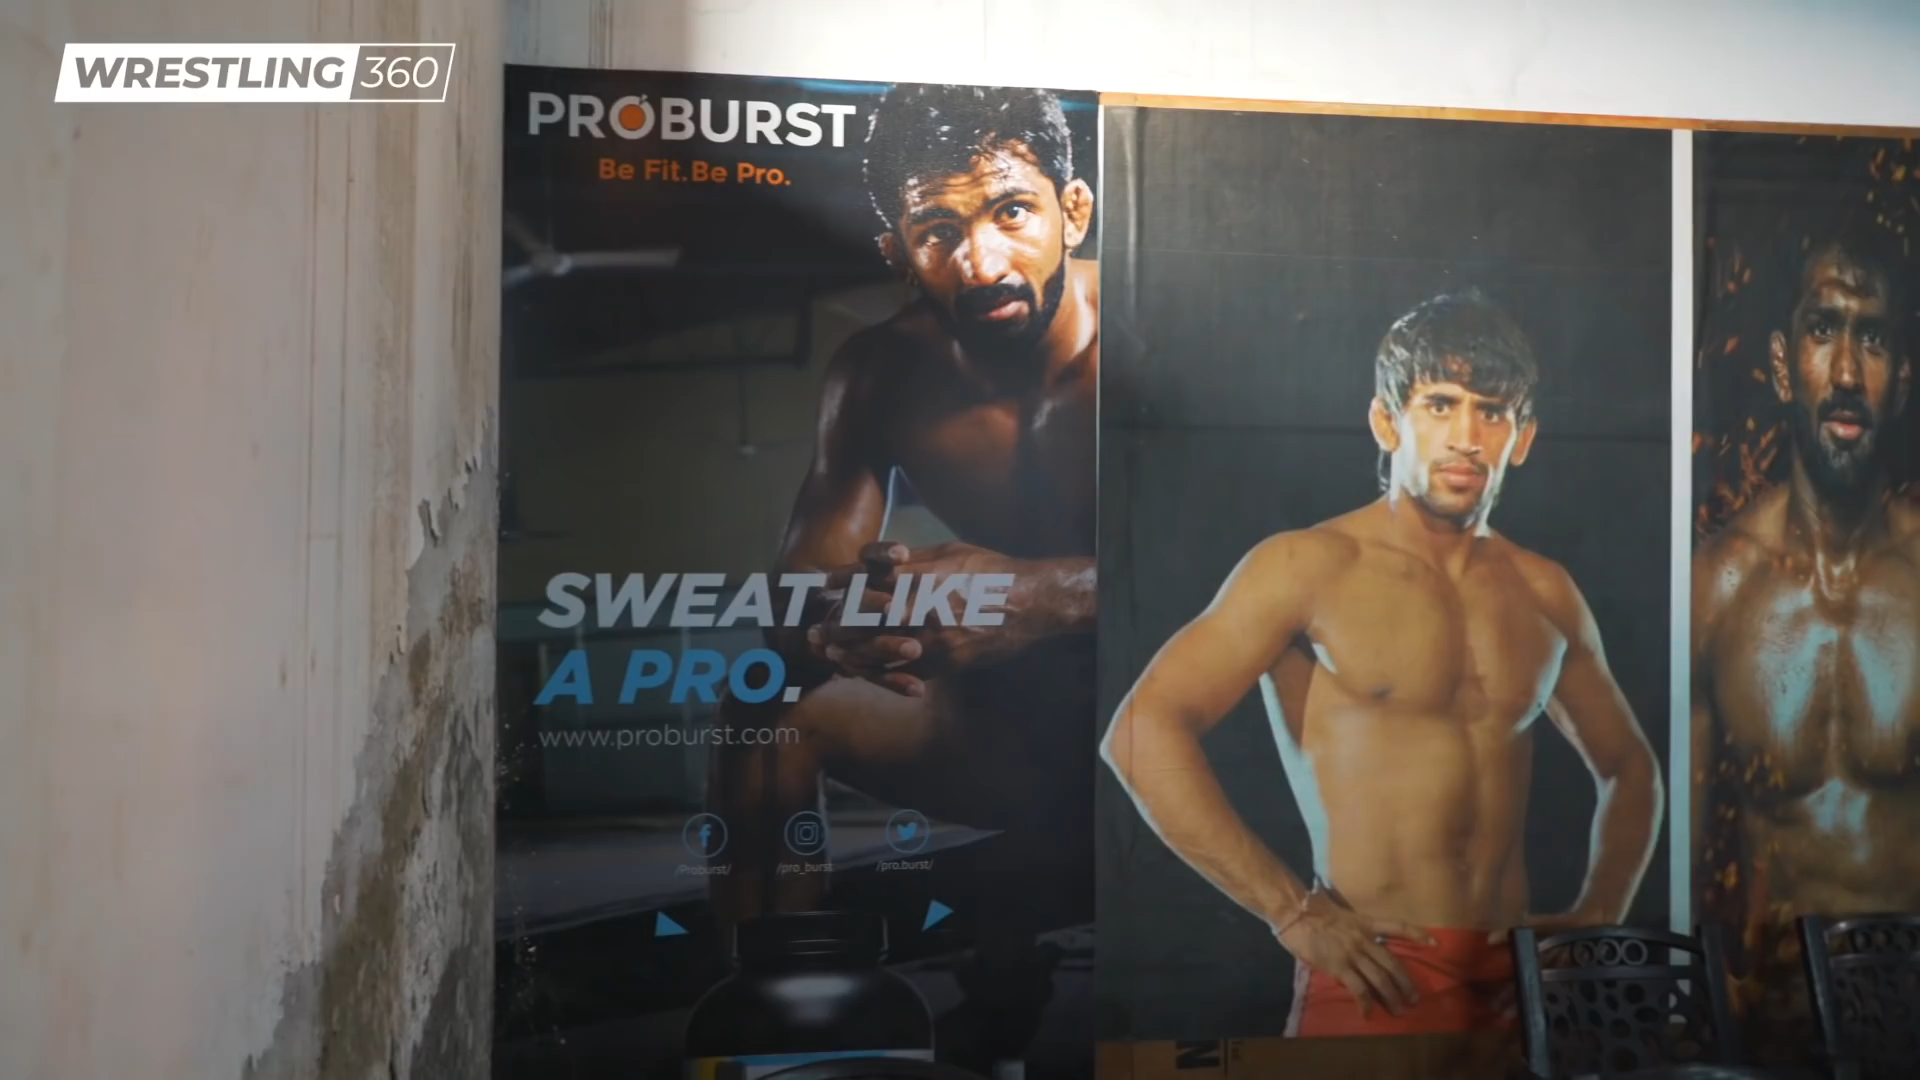 WRESTLING 360
PROBURST
Be Fit. Be Pro.
SWEAT LIKE
A PRO.
www.proburst.com
/Proburst/
/pro_burst
/pro.burst/